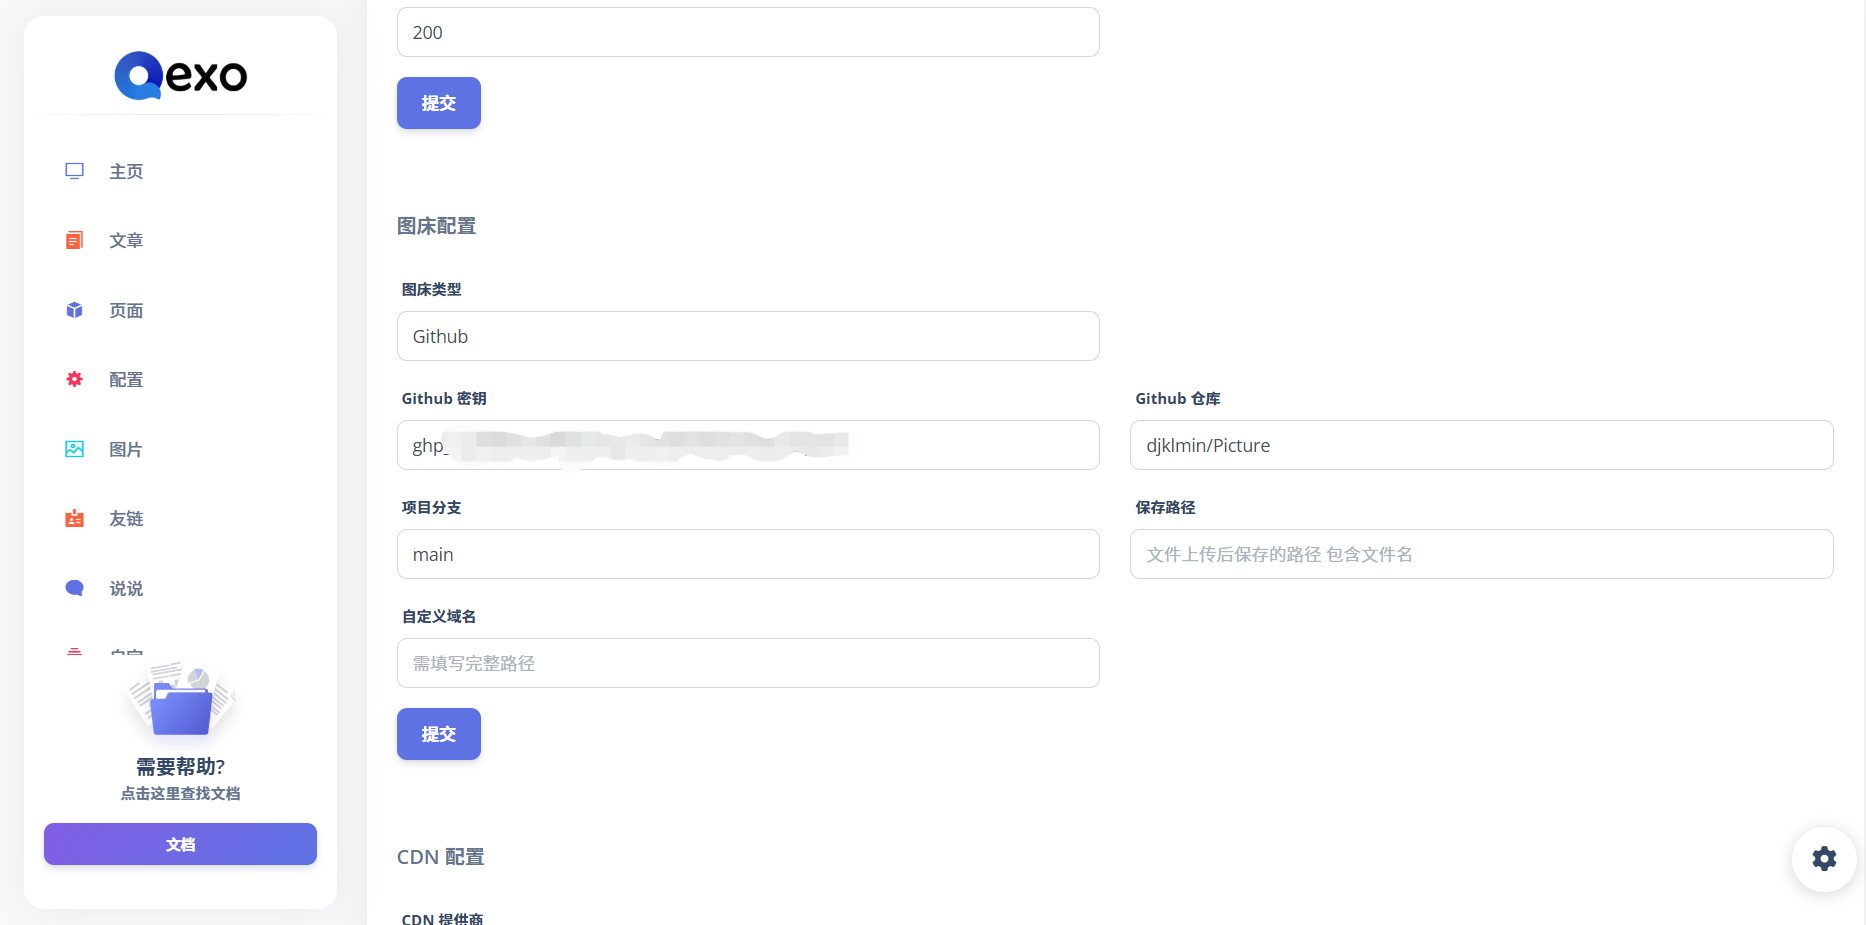 Qexo
主页
文章
页面
配置
图片
友链
说说
需要帮助?
点击这里查找文档
文档
200
提交
图床配置
图床类型
Github
Github 密钥
Github 仓库
ghp_
djklmin/Picture
项目分支
保存路径
main
文件上传后保存的路径 包含文件名
自定义域名
需填写完整路径
提交
CDN 配置
CDN 提供商